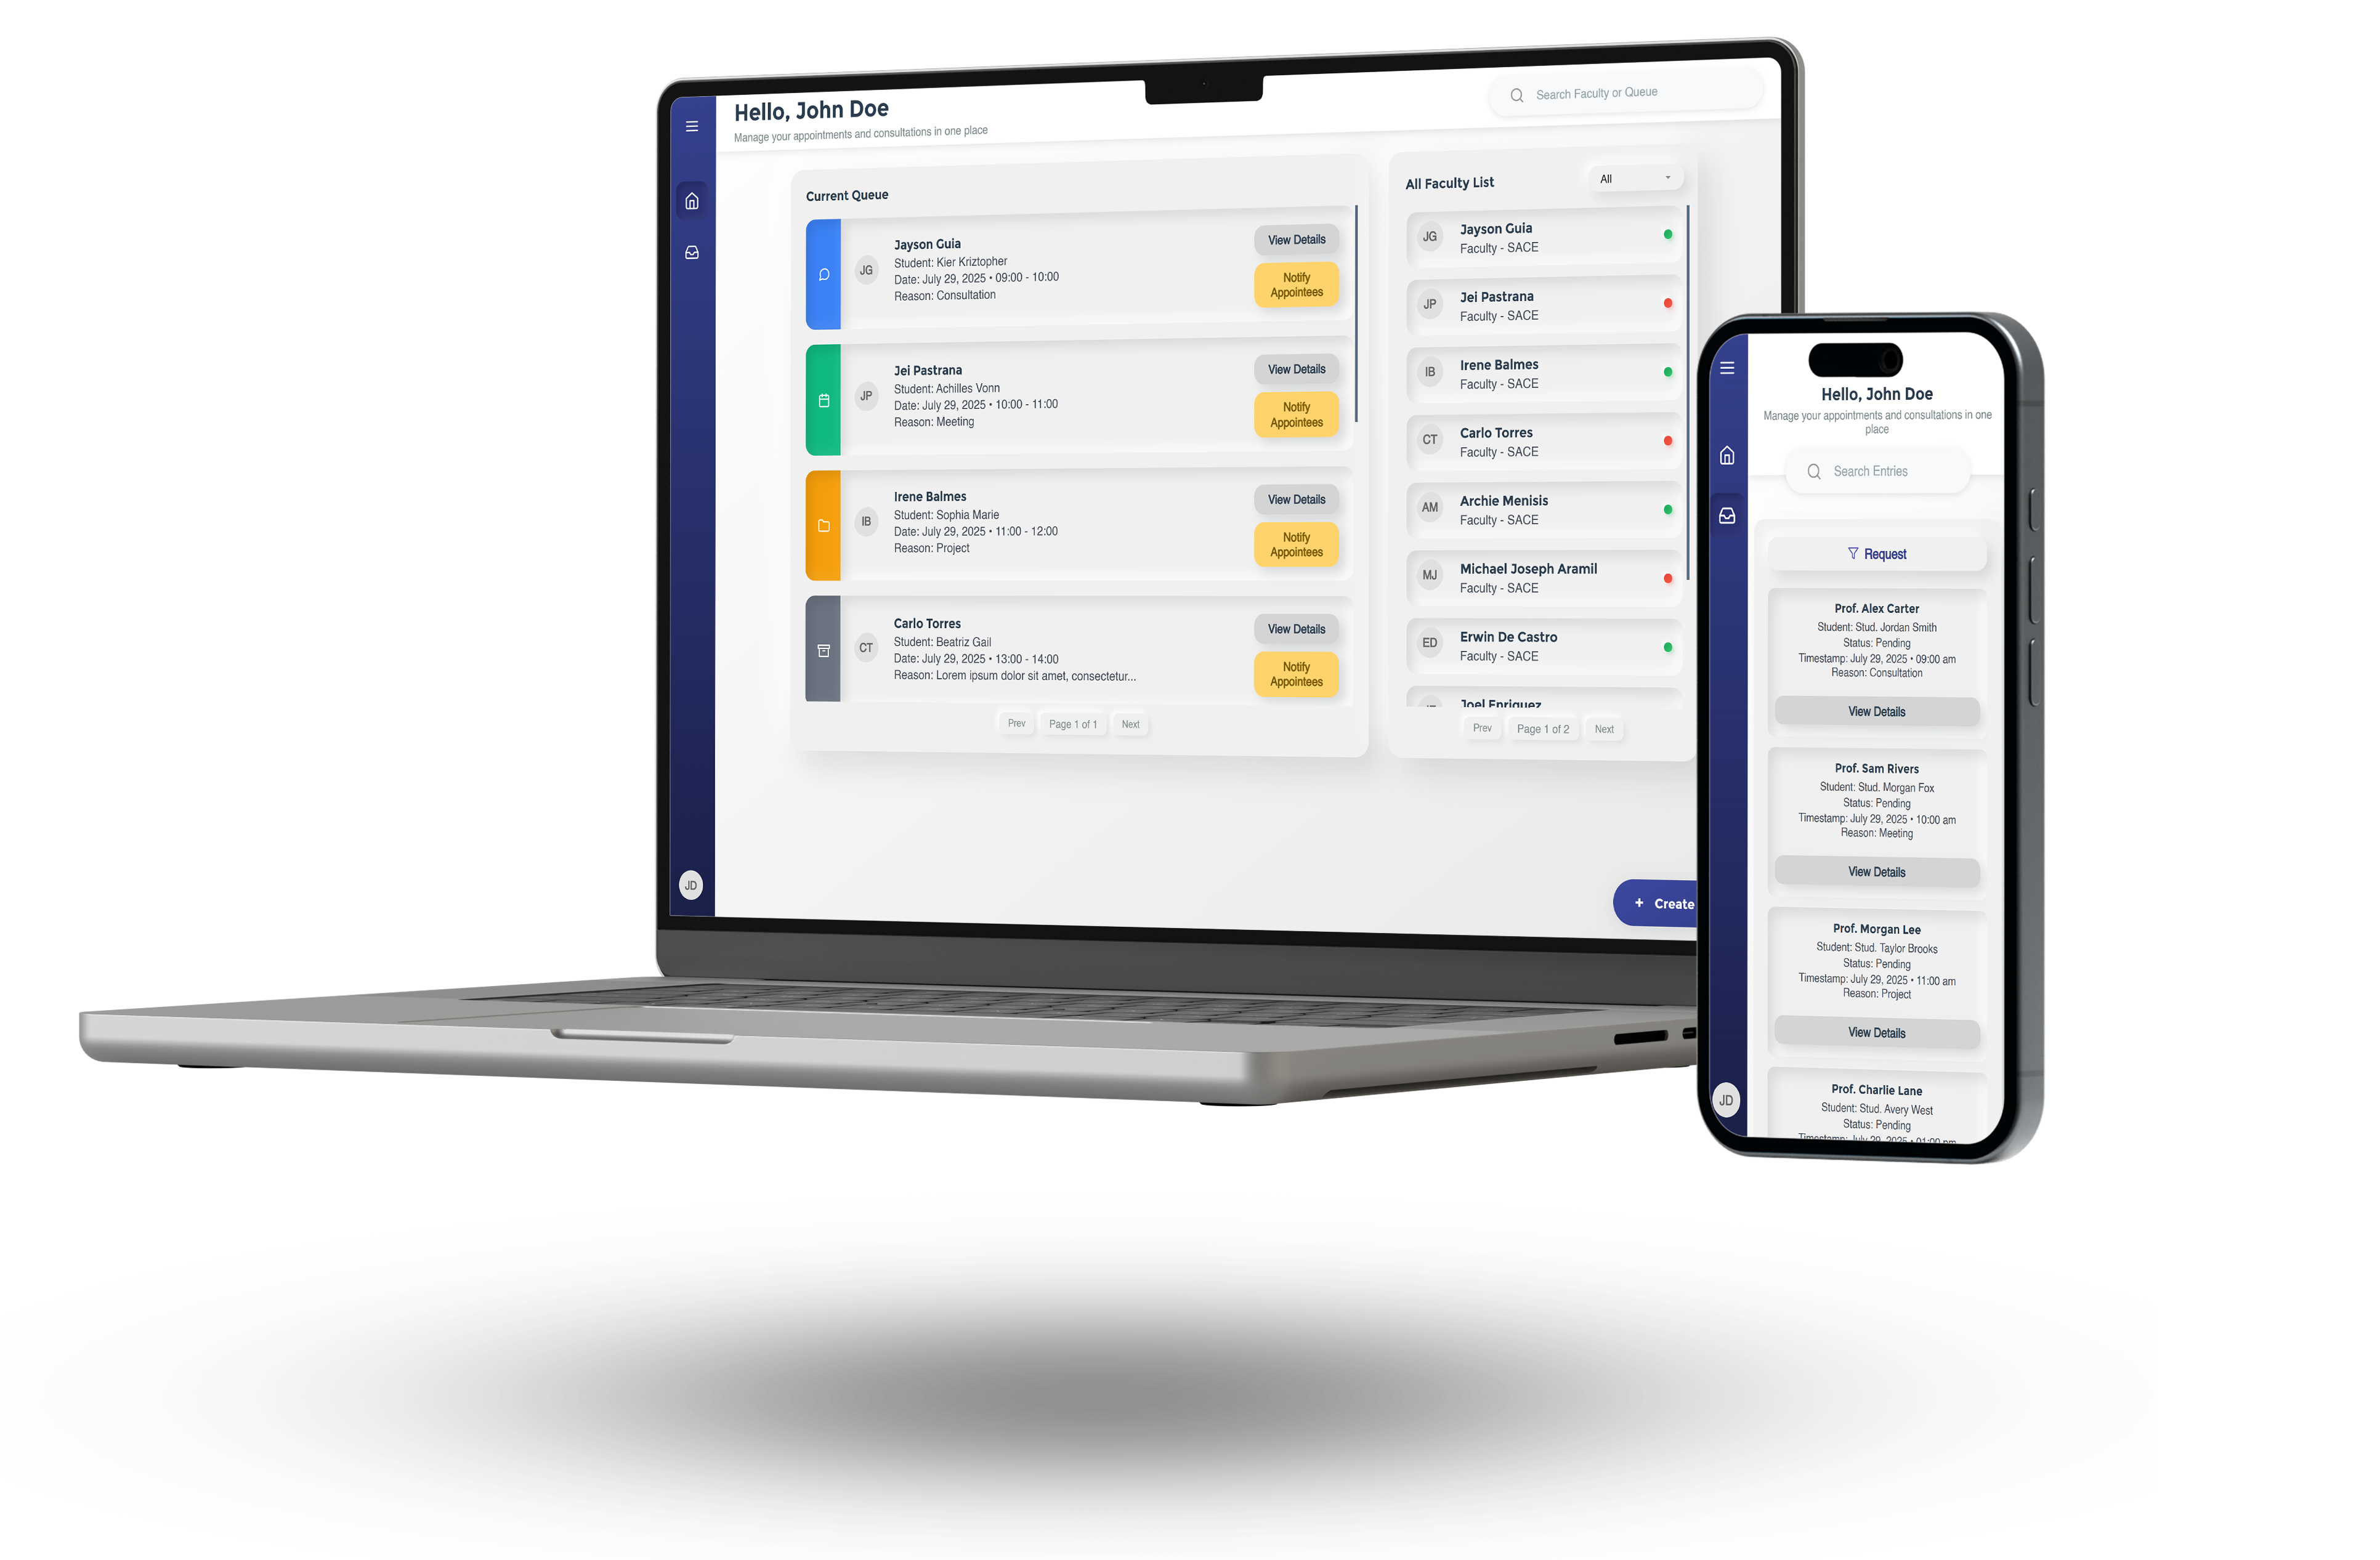 Hello, John Doe
Manage your appointments and consultations in one place
Search Faculty or Queue
Current Queue
JG
Jayson Guia
Student: Kier Kriztopher
Date: July 29, 2025 • 09:00 - 10:00
Reason: Consultation
View Details
Notify
Appointees
JP
Jei Pastrana
Student: Achilles Vonn
Date: July 29, 2025 • 10:00 - 11:00
Reason: Meeting
View Details
Notify
Appointees
IB
Irene Balmes
Student: Sophia Marie
Date: July 29, 2025 • 11:00 - 12:00
Reason: Project
View Details
Notify
Appointees
CT
Carlo Torres
Student: Beatriz Gail
Date: July 29, 2025 • 13:00 - 14:00
Reason: Lorem ipsum dolor sit amet, consectetur...
View Details
Notify
Appointees
Prev
Page 1 of 1
Next
All Faculty List
All
JG
Jayson Guia
Faculty - SACE
JP
Jei Pastrana
Faculty - SACE
IB
Irene Balmes
Faculty - SACE
CT
Carlo Torres
Faculty - SACE
AM
Archie Menisis
Faculty - SACE
MJ
Michael Joseph Aramil
Faculty - SACE
ED
Erwin De Castro
Faculty - SACE
Joel Enriquez
Prev
Page 1 of 2
Next
JD
+ Create
Hello, John Doe
Manage your appointments and consultations in one
place
Search Entries
Request
Prof. Alex Carter
Student: Stud. Jordan Smith
Status: Pending
Timestamp: July 29, 2025 • 09:00 am
Reason: Consultation
View Details
Prof. Sam Rivers
Student: Stud. Morgan Fox
Status: Pending
Timestamp: July 29, 2025 • 10:00 am
Reason: Meeting
View Details
Prof. Morgan Lee
Student: Stud. Taylor Brooks
Status: Pending
Timestamp: July 29, 2025 • 11:00 am
Reason: Project
View Details
Prof. Charlie Lane
Student: Stud. Avery West
Status: Pending
Timestamp: July 29, 2025 • 01:00 pm
JD